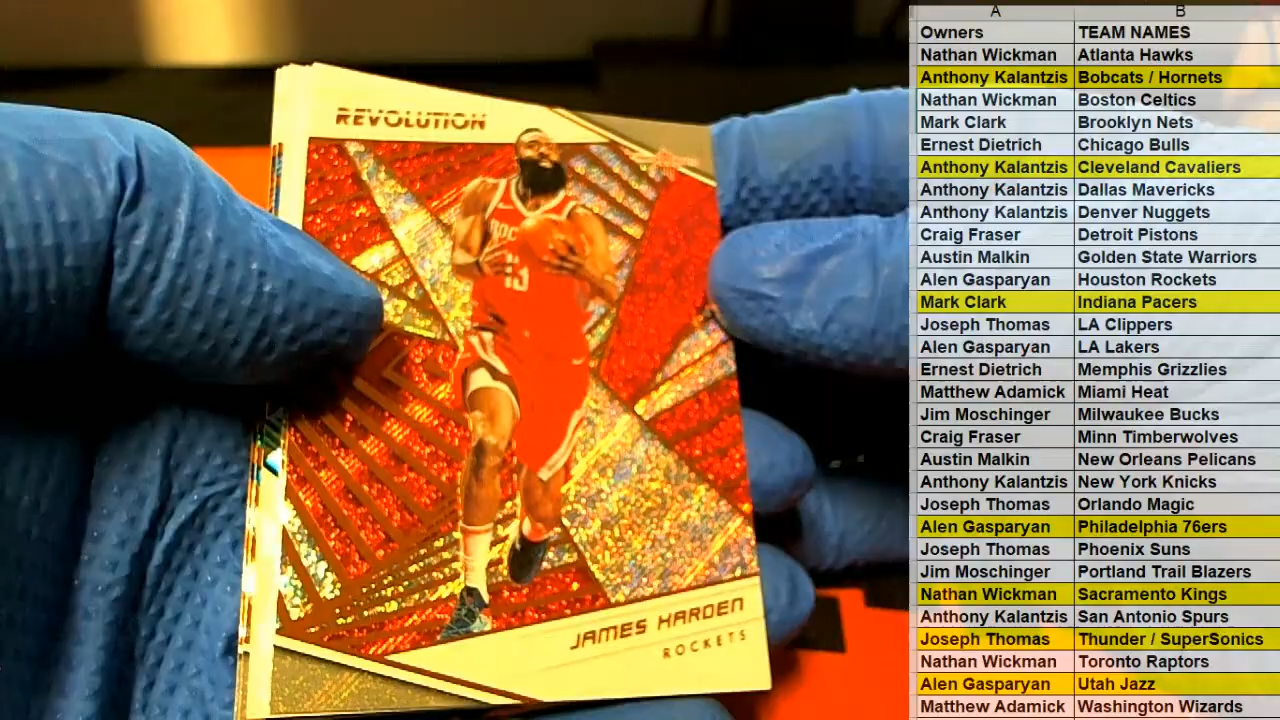 REVOLUTION
ROC
13
JAMES HARDEN
ROCKETS
A B
Owners TEAM NAMES
Nathan Wickman Atlanta Hawks
Anthony Kalantzis Bobcats / Hornets
Nathan Wickman Boston Celtics
Mark Clark Brooklyn Nets
Ernest Dietrich Chicago Bulls
Anthony Kalantzis Cleveland Cavaliers
Anthony Kalantzis Dallas Mavericks
Anthony Kalantzis Denver Nuggets
Craig Fraser Detroit Pistons
Austin Malkin Golden State Warriors
Alen Gasparyan Houston Rockets
Mark Clark Indiana Pacers
Joseph Thomas LA Clippers
Alen Gasparyan LA Lakers
Ernest Dietrich Memphis Grizzlies
Matthew Adamick Miami Heat
Jim Moschinger Milwaukee Bucks
Craig Fraser Minn Timberwolves
Austin Malkin New Orleans Pelicans
Anthony Kalantzis New York Knicks
Joseph Thomas Orlando Magic
Alen Gasparyan Philadelphia 76ers
Joseph Thomas Phoenix Suns
Jim Moschinger Portland Trail Blazers
Nathan Wickman Sacramento Kings
Anthony Kalantzis San Antonio Spurs
Joseph Thomas Thunder / SuperSonics
Nathan Wickman Toronto Raptors
Alen Gasparyan Utah Jazz
Matthew Adamick Washington Wizards